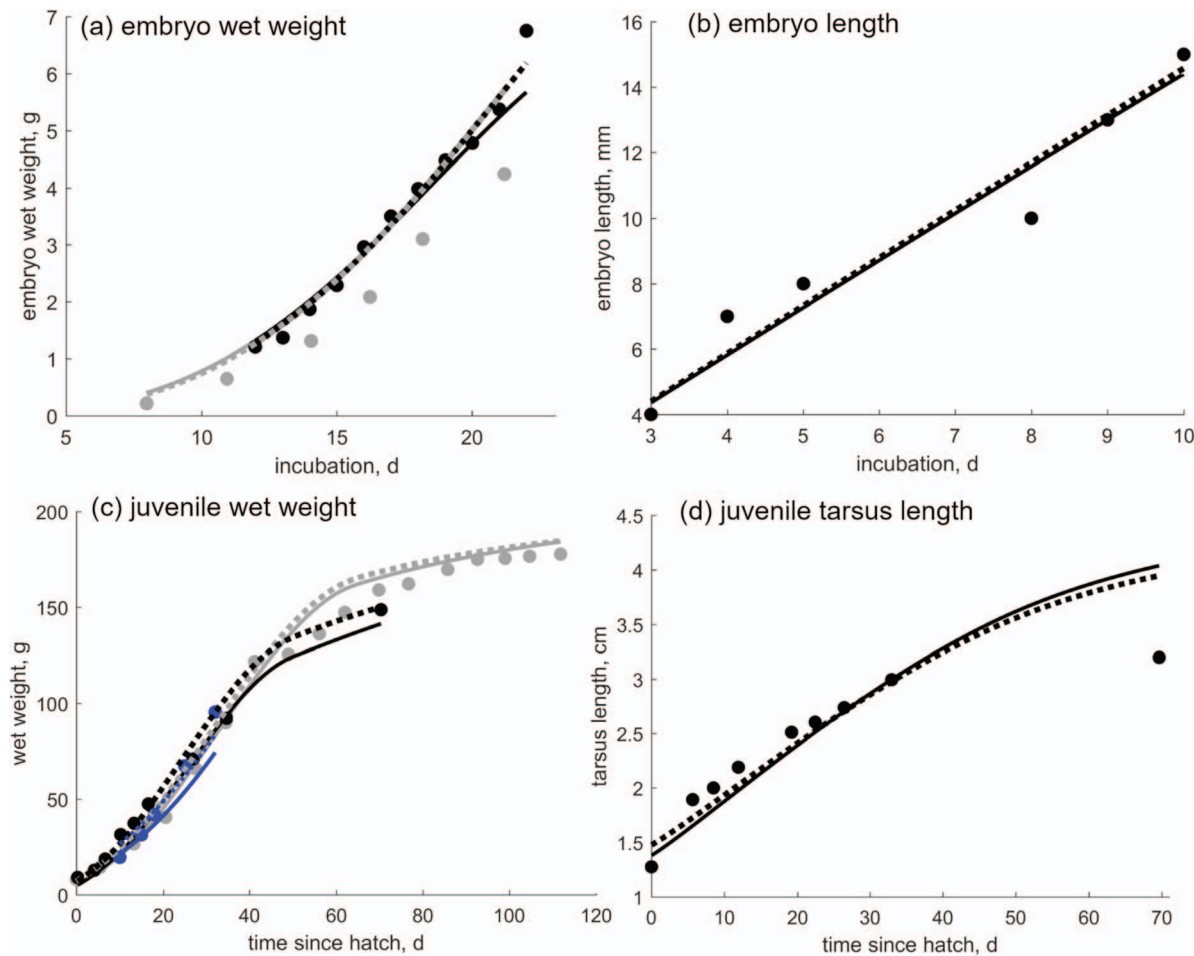 (a) embryo wet weight
embryo wet weight, g
7
6
5
4
3
2
1
0
5 10 15 20
incubation, d
(b) embryo length
embryo length, mm
16
14
12
10
8
6
4
3 4 5 6 7 8 9 10
incubation, d
(c) juvenile wet weight
wet weight, g
200
150
100
50
0
0 20 40 60 80 100 120
time since hatch, d
(d) juvenile tarsus length
tarsus length, cm
4.5
4
3.5
3
2.5
2
1.5
1
0 10 20 30 40 50 60 70
time since hatch, d